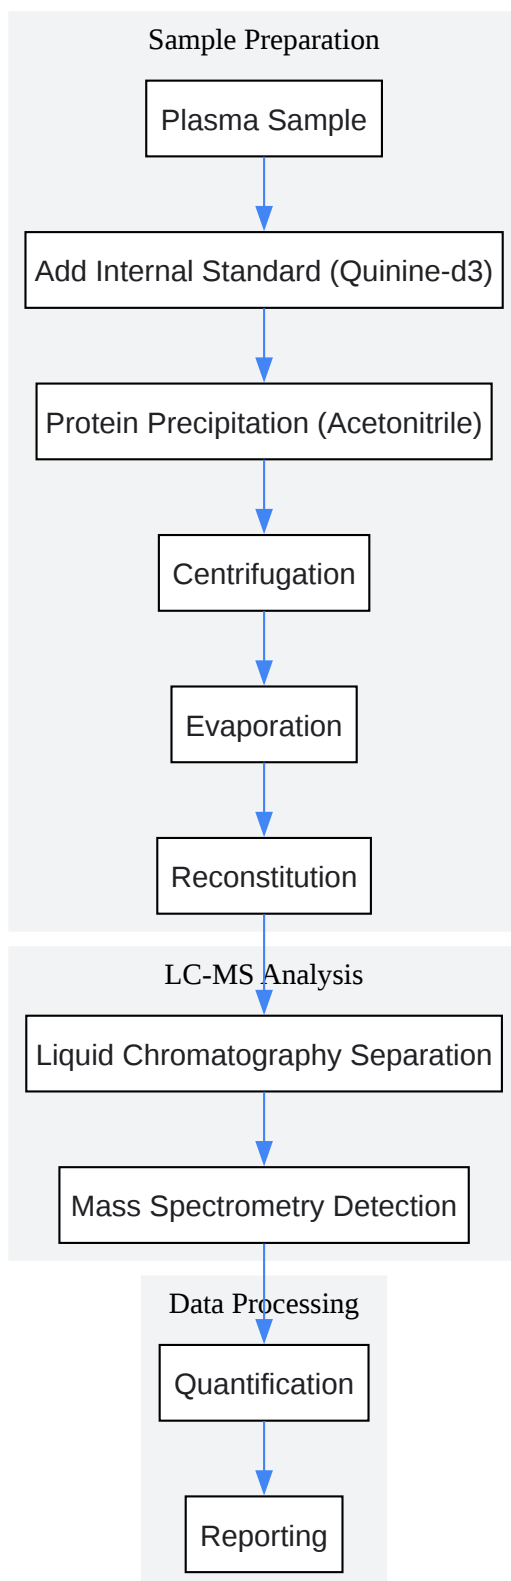 Sample Preparation
Plasma Sample
Add Internal Standard (Quinine-d3)
Protein Precipitation (Acetonitrile)
Centrifugation
Evaporation
Reconstitution
LC-MS Analysis
Liquid Chromatography Separation
Mass Spectrometry Detection
Data Processing
Quantification
Reporting